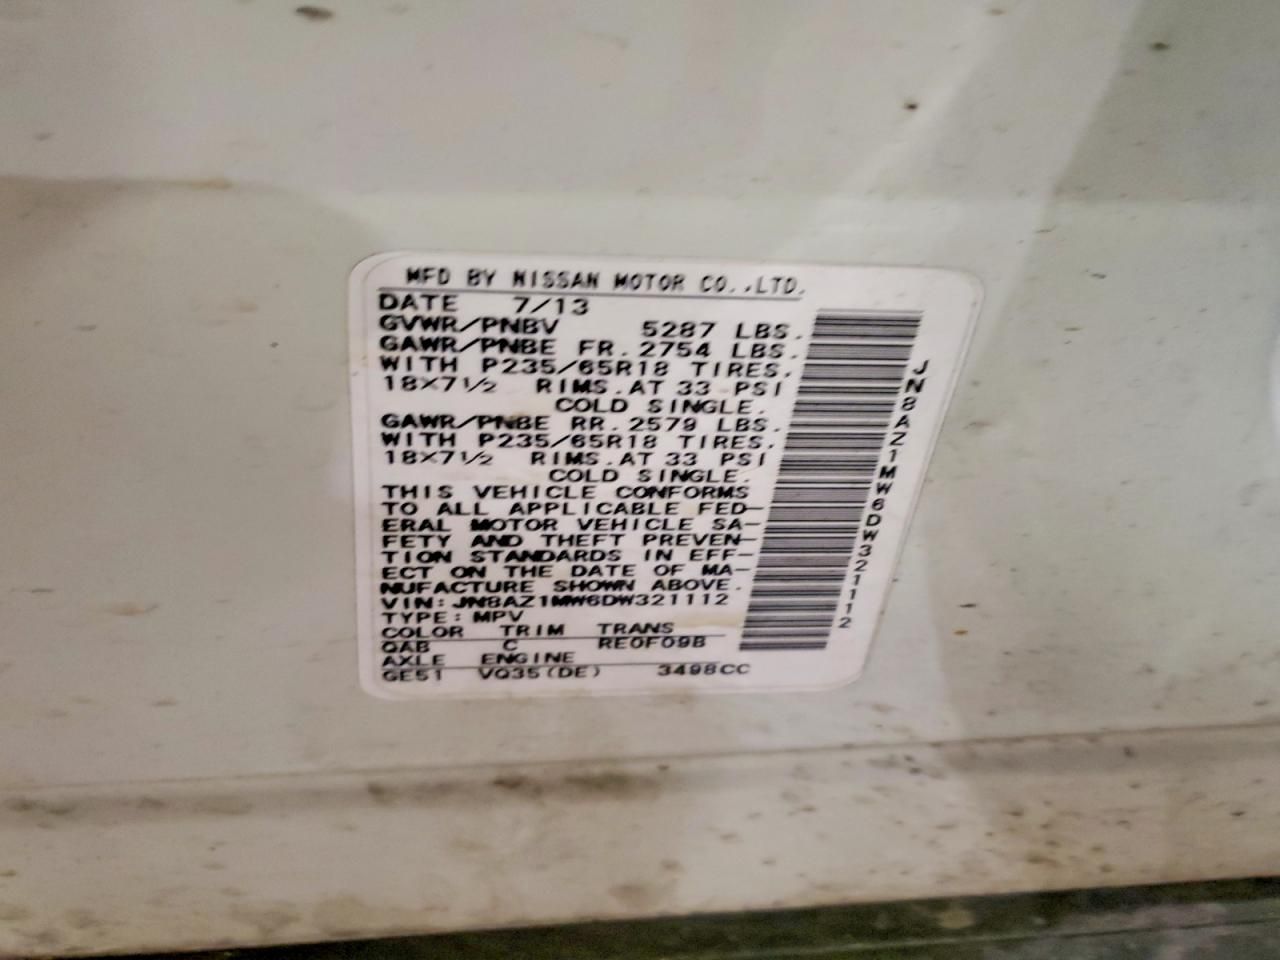 MFD BY NISSAN MOTOR CO.,LTD.
DATE 7/13
GVWR/PNBV 5287 LBS.
GAWR/PNBE FR. 2754 LBS.
WITH P235/65R18 TIRES.
18X7½ RIMS.AT 33 PSI
COLD SINGLE.
GAWR/PNBE RR. 2579 LBS.
WITH P235/65R18 TIRES.
18X7½ RIMS.AT 33 PSI
COLD SINGLE.
THIS VEHICLE CONFORMS
TO ALL APPLICABLE FED-
ERAL MOTOR VEHICLE SA-
FETY AND THEFT PREVEN-
TION STANDARDS IN EFF-
ECT ON THE DATE OF MA-
NUFACTURE SHOWN ABOVE.
VIN: JN8AZ1MW6DW321112
TYPE: MPV
COLOR TRIM TRANS
QAB C RE0F09B
AXLE ENGINE
GE51 VQ35(DE) 3498CC
JN8AZ1MW6DW321112